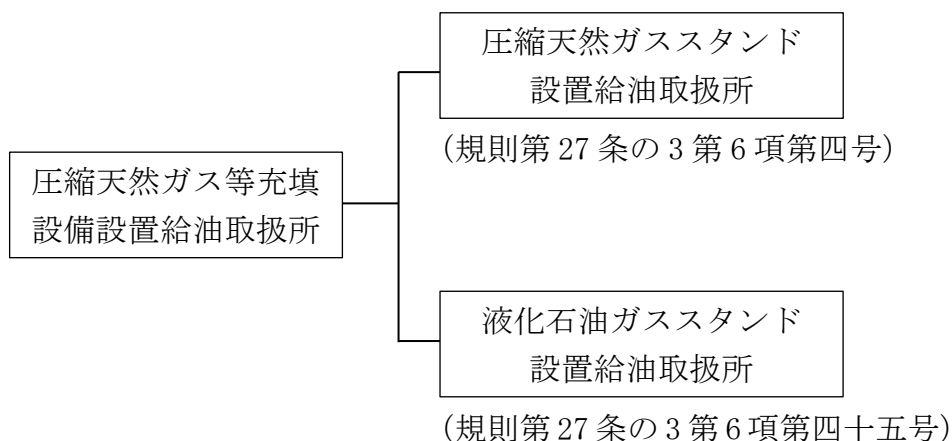 圧縮天然ガススタンド
設置給油取扱所
(規則第 27 条の 3 第 6 項第四号)
圧縮天然ガス等充填
設備設置給油取扱所
液化石油ガススタンド
設置給油取扱所
(規則第 27 条の 3 第 6 項第四十五号)